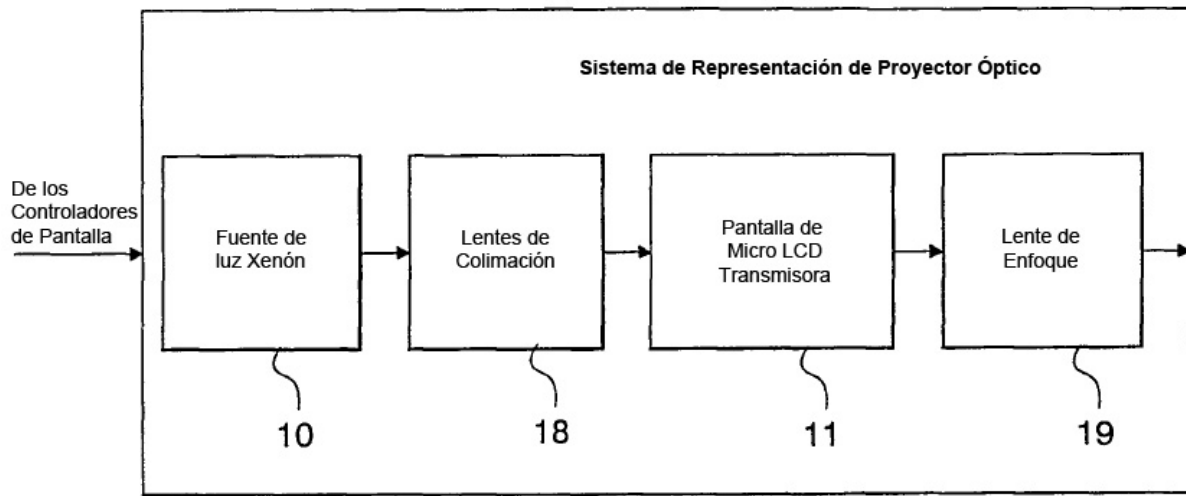 Sistema de Representación de Proyector Óptico
De los
Controladores
de Pantalla
Fuente de
luz Xenón
Lentes de
Colimación
Pantalla de
Micro LCD
Transmisora
Lente de
Enfoque
10
18
11
19